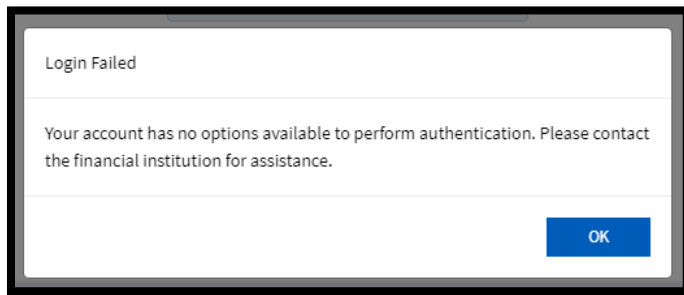 Login Failed
Your account has no options available to perform authentication. Please contact
the financial institution for assistance.
OK